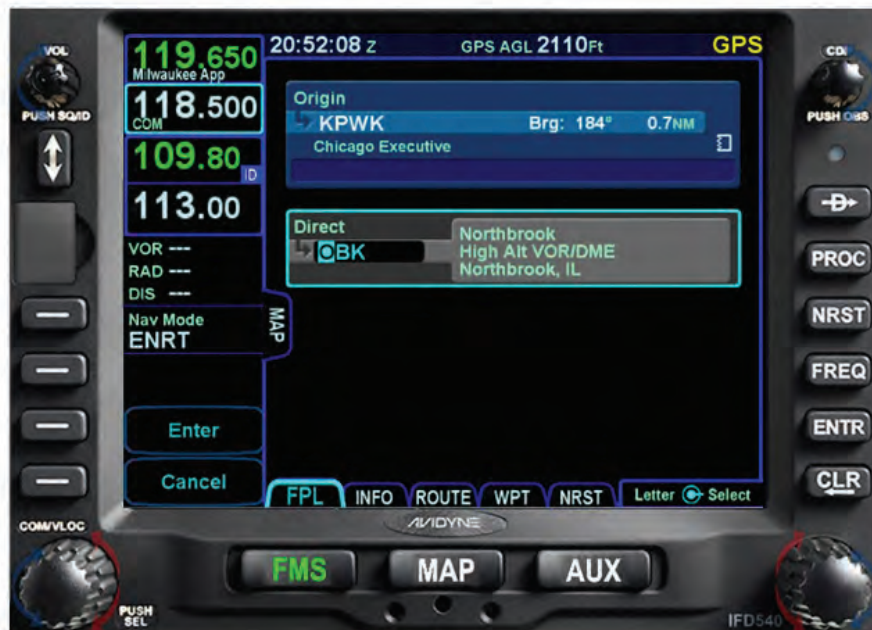 VOL
PUSH SQ/ID
119.650
Milwaukee App
118.500
COM
109.80
ID
113.00
VOR ---
RAD ---
DIS ---
Nav Mode
ENRT
Enter
Cancel
20:52:08 Z
GPS AGL 2110Ft
GPS
Origin
KPWK Brg: 184° 0.7NM
Chicago Executive
Direct
OBK
Northbrook
High Alt VOR/DME
Northbrook, IL
MAP
FPL INFO ROUTE WPT NRST Letter Select
CDI
PUSH OBS
D
PROC
NRST
FREQ
ENTR
CLR
COM/VLOC
PUSH
SEL
AVIDYNE
FMS MAP AUX
IFD540